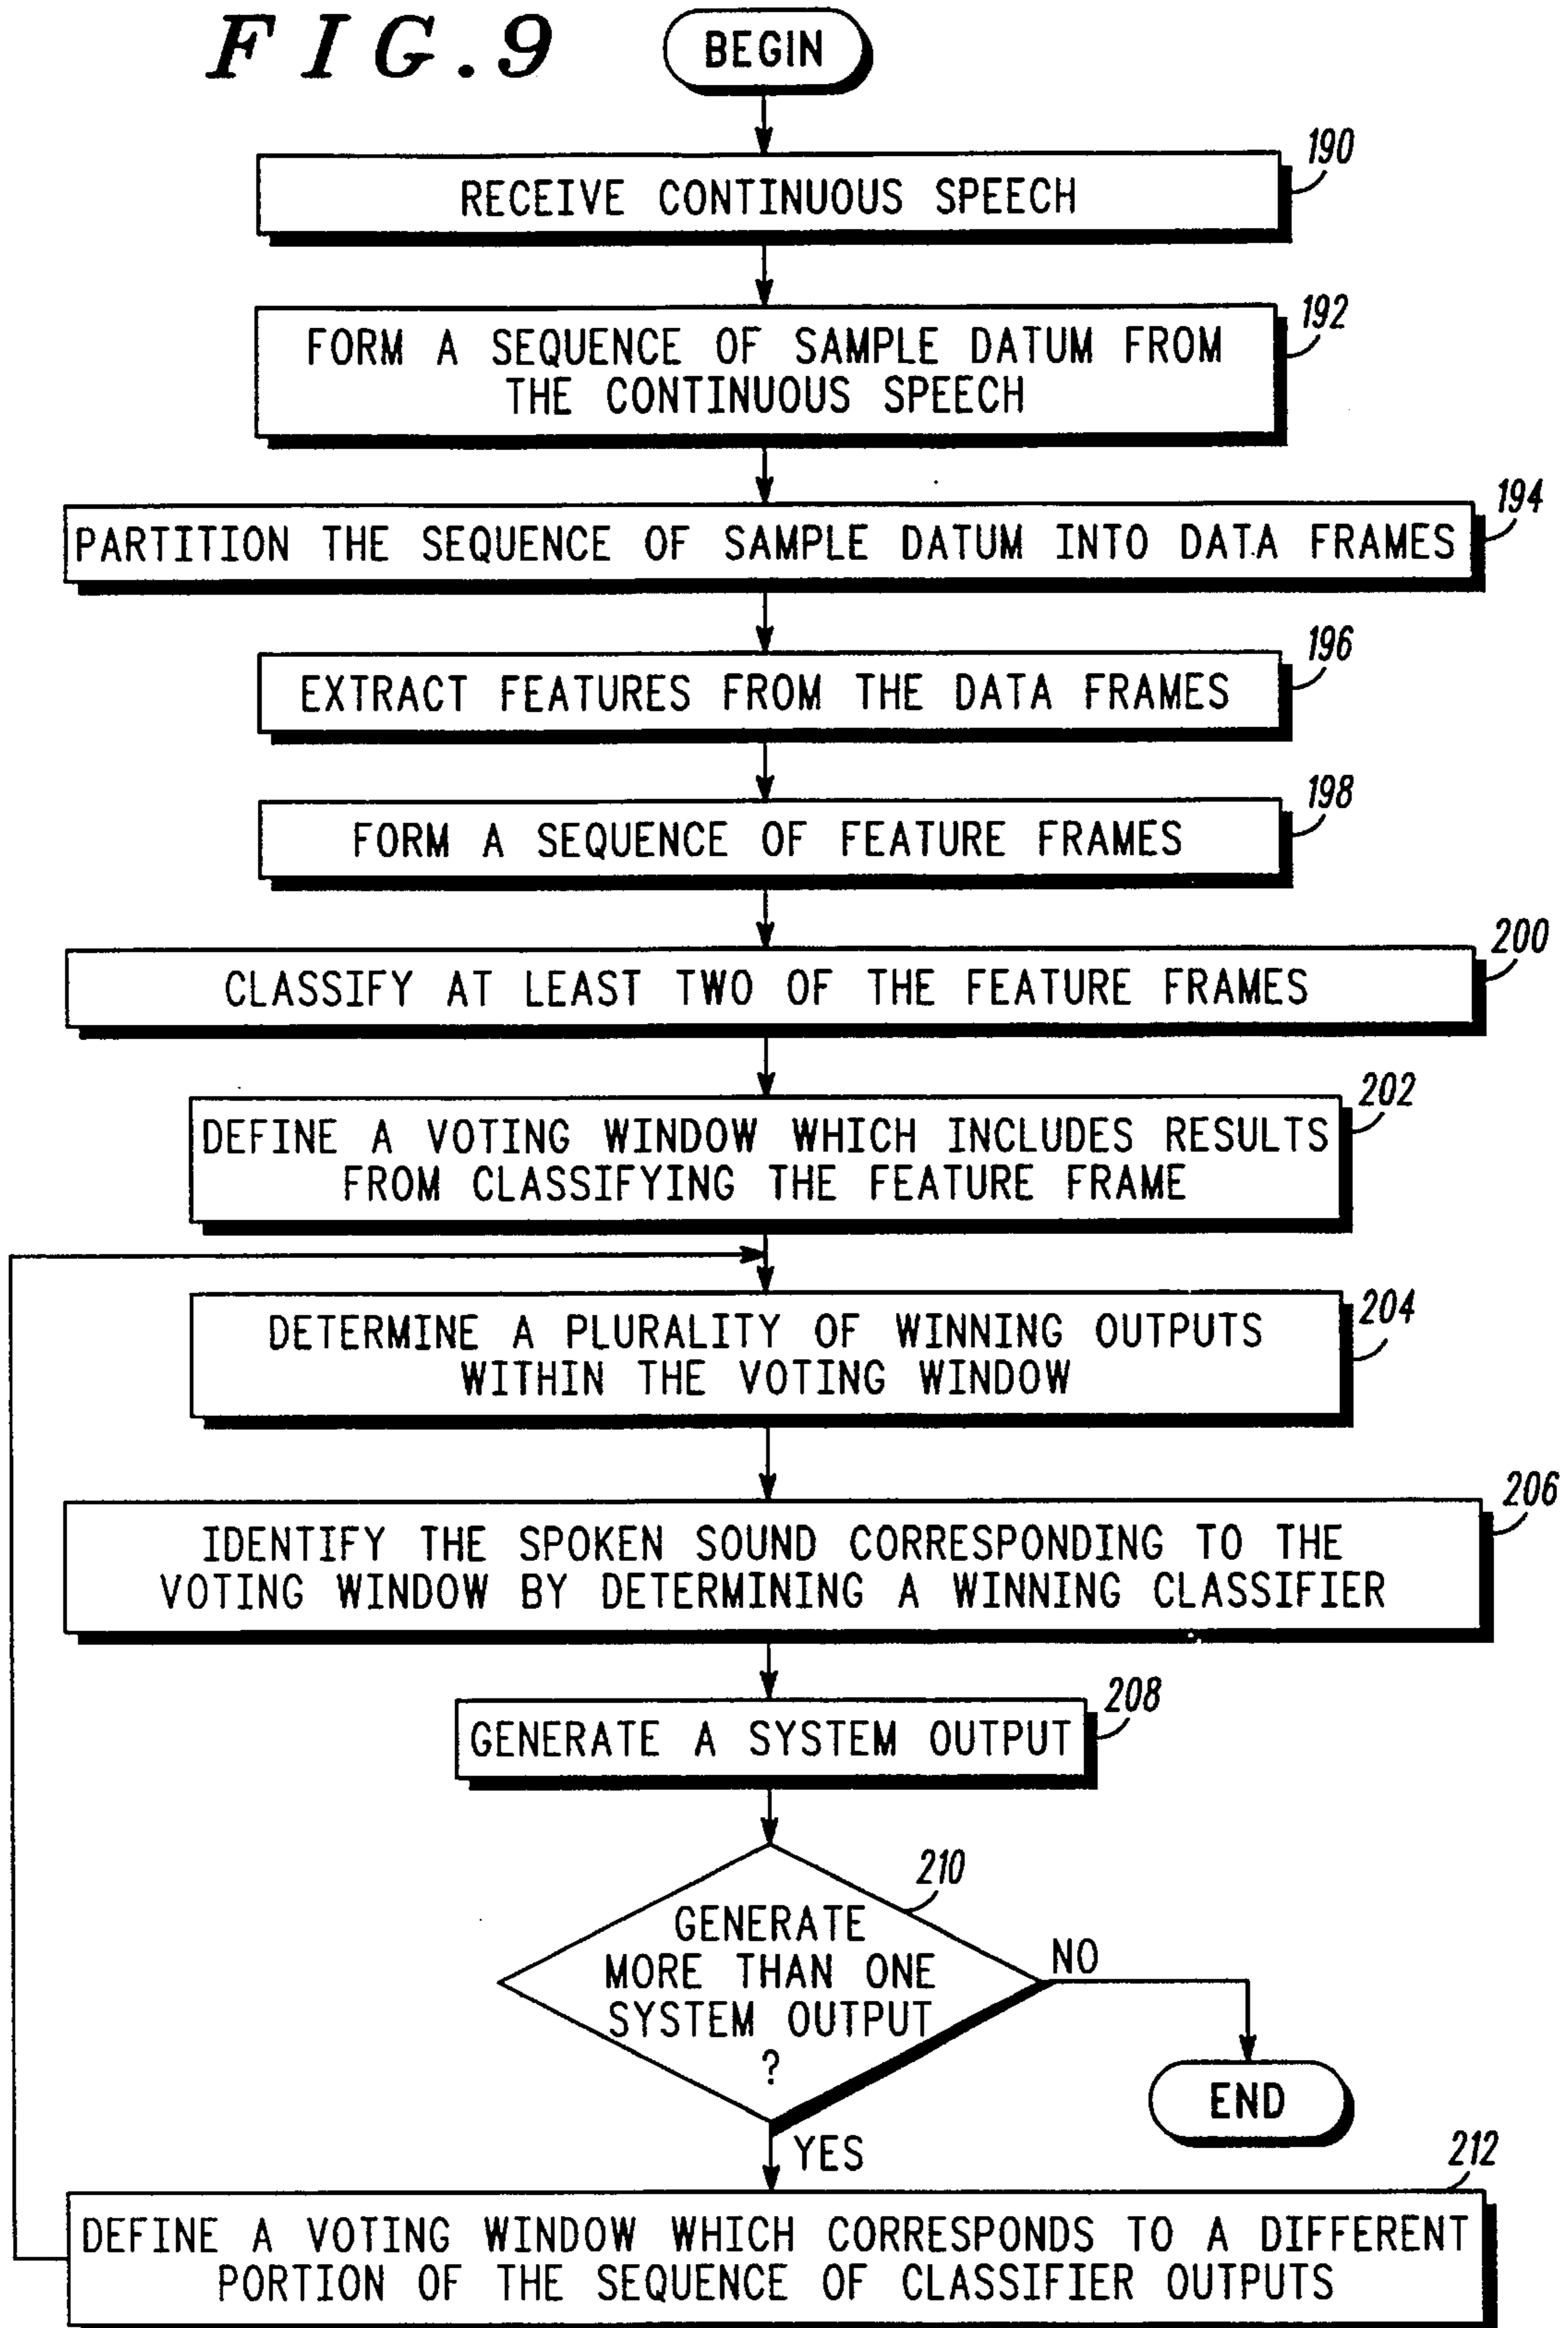 FIG.9
BEGIN
190
RECEIVE CONTINUOUS SPEECH
192
FORM A SEQUENCE OF SAMPLE DATUM FROM
THE CONTINUOUS SPEECH
194
PARTITION THE SEQUENCE OF SAMPLE DATUM INTO DATA FRAMES
196
EXTRACT FEATURES FROM THE DATA FRAMES
198
FORM A SEQUENCE OF FEATURE FRAMES
200
CLASSIFY AT LEAST TWO OF THE FEATURE FRAMES
202
DEFINE A VOTING WINDOW WHICH INCLUDES RESULTS
FROM CLASSIFYING THE FEATURE FRAME
204
DETERMINE A PLURALITY OF WINNING OUTPUTS
WITHIN THE VOTING WINDOW
206
IDENTIFY THE SPOKEN SOUND CORRESPONDING TO THE
VOTING WINDOW BY DETERMINING A WINNING CLASSIFIER
208
GENERATE A SYSTEM OUTPUT
210
GENERATE
MORE THAN ONE
SYSTEM OUTPUT
?
NO
END
YES
212
DEFINE A VOTING WINDOW WHICH CORRESPONDS TO A DIFFERENT
PORTION OF THE SEQUENCE OF CLASSIFIER OUTPUTS